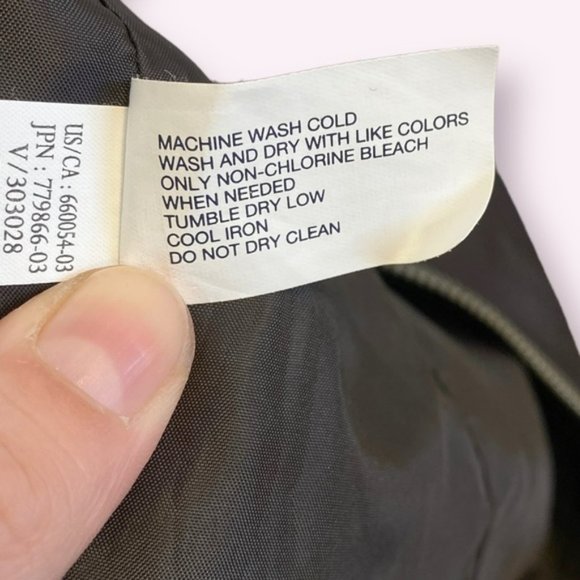 US/CA : 660054-03
JPN : 779866-03
V/303028
MACHINE WASH COLD
WASH AND DRY WITH LIKE COLORS
ONLY NON-CHLORINE BLEACH
WHEN NEEDED
TUMBLE DRY LOW
COOL IRON
DO NOT DRY CLEAN